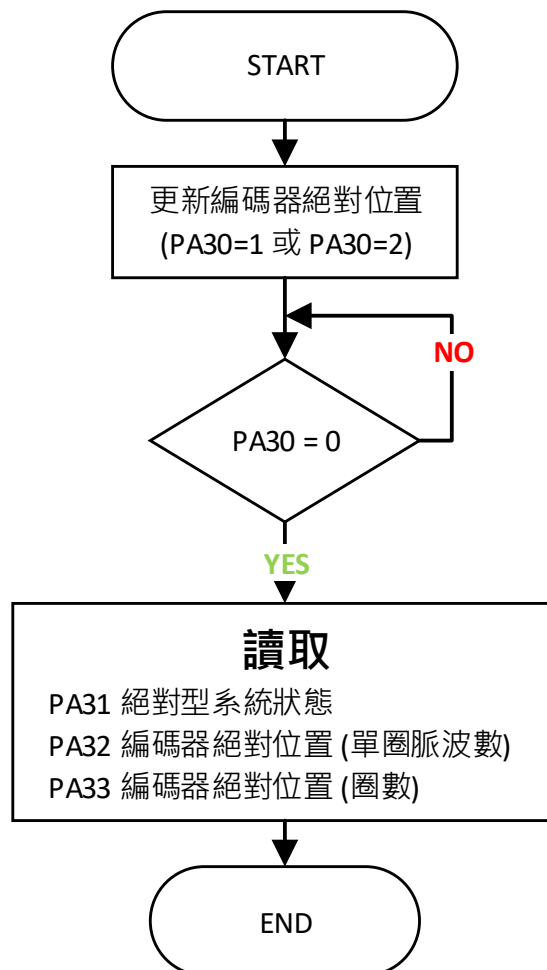 START
更新編碼器絕對位置
(PA30=1 或 PA30=2)
NO
PA30 = 0
YES
讀取
PA31 絕對型系統狀態
PA32 編碼器絕對位置 (單圈脈波數)
PA33 編碼器絕對位置 (圈數)
END